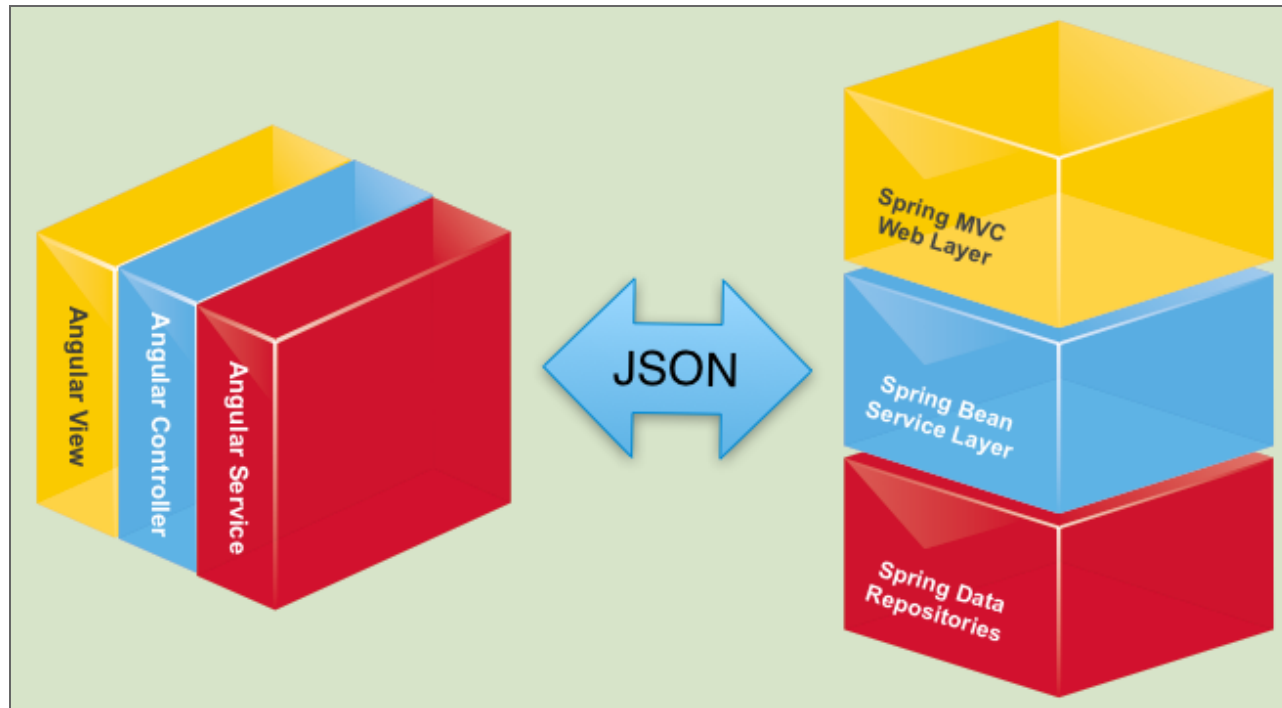 Angular View
Angular Controller
Angular Service
JSON
Spring MVC
Web Layer
Spring Bean
Service Layer
Spring Data
Repositories